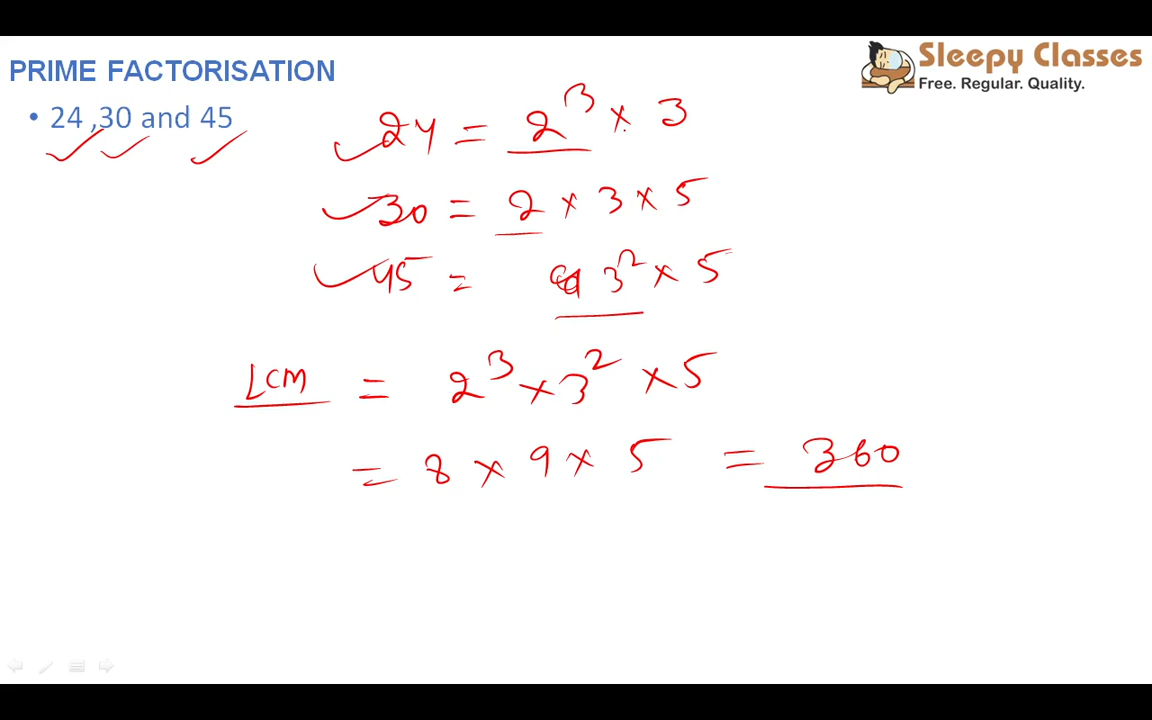 PRIME FACTORISATION
Sleepy Classes
Free. Regular. Quality.
• 24 ,30 and 45
24 = 2³ × 3
30 = 2 × 3 × 5
45 = 3² × 5
LCM = 2³ × 3² × 5
= 8 × 9 × 5 = 360